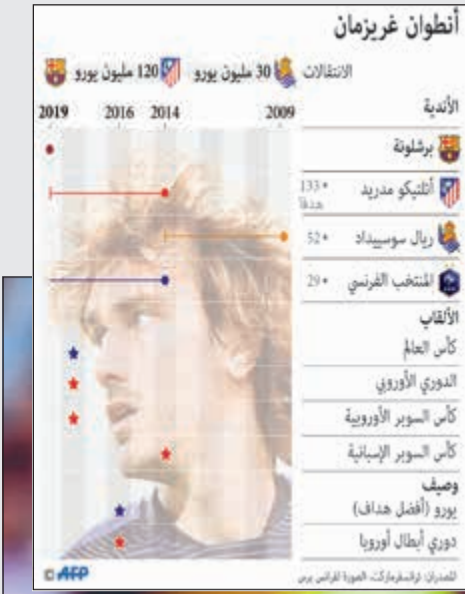 أنطوان غريزمان
الانتقالات 30 مليون يورو 120 مليون يورو
الأندية 2009 2014 2016 2019
برشلونة
أتلتيكو مدريد 133 هدفا
ريال سوسييداد 52
المنتخب الفرنسي 29
الألقاب
كأس العالم
الدوري الأوروبي
كأس السوبر الأوروبية
كأس السوبر الإسبانية
وصيف
يورو (أفضل هداف)
دوري أبطال أوروبا
المصدران: ترانسفرماركت، الصورة لفرانس برس
© AFP